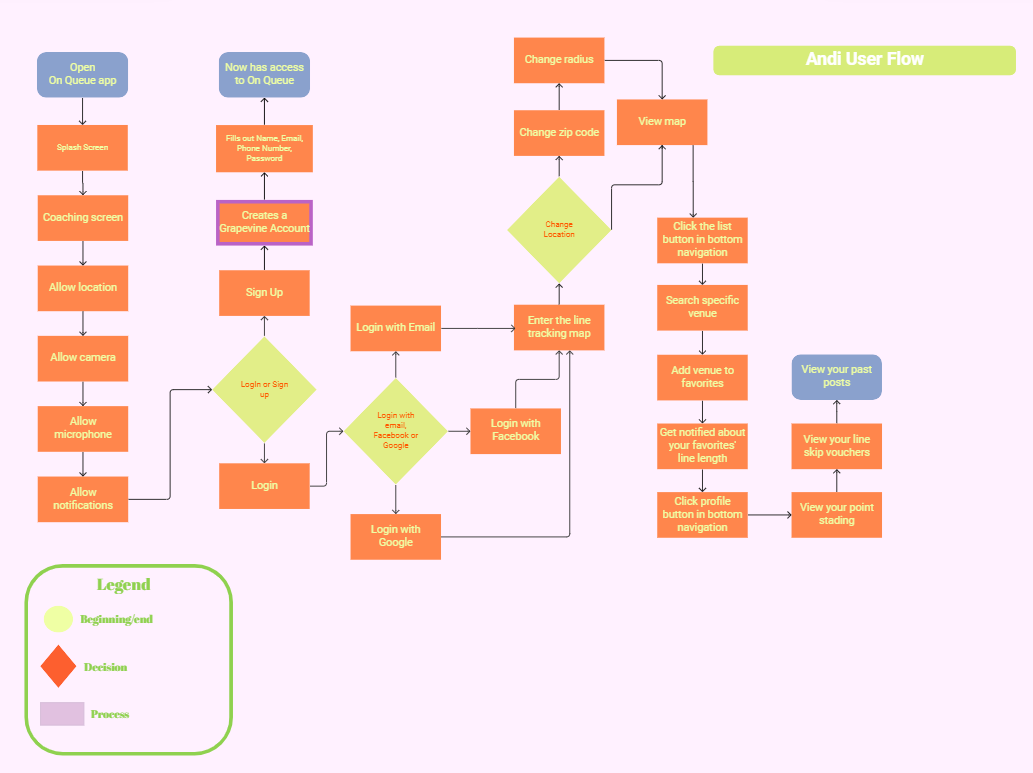 Andi User Flow
Open
On Queue app
Splash Screen
Coaching screen
Allow location
Allow camera
Allow
microphone
Allow
notifications
Now has access
to On Queue
Fills out Name, Email,
Phone Number,
Password
Creates a
Grapevine Account
Sign Up
LogIn or Sign
up
Login
Login with Email
Login with
email,
Facebook or
Google
Login with
Facebook
Login with
Google
Enter the line
tracking map
Change
Location
Change zip code
Change radius
View map
Click the list
button in bottom
navigation
Search specific
venue
Add venue to
favorites
Get notified about
your favorites'
line length
Click profile
button in bottom
navigation
View your point
stading
View your line
skip vouchers
View your past
posts
Legend
Beginning/end
Decision
Process